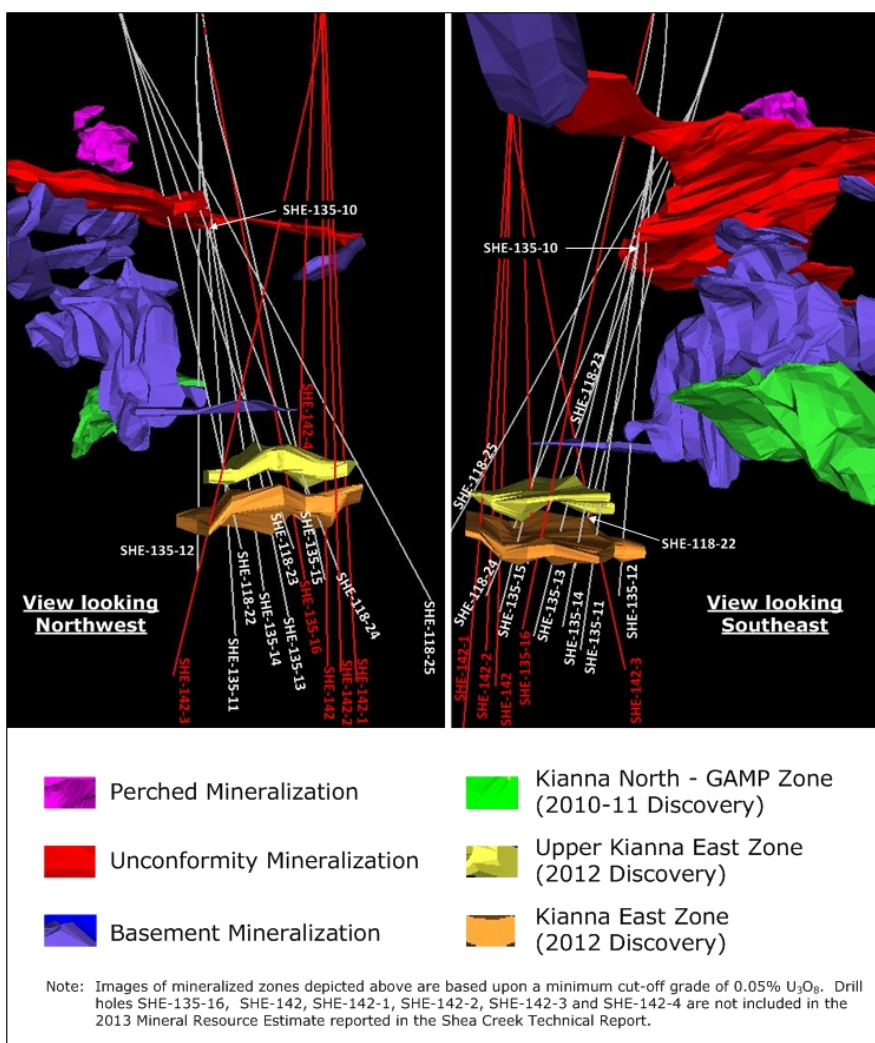 SHE-135-10
SHE-142-4
SHE-135-12
SHE-118-23
SHE-135-15
SHE-118-22
SHE-135-14
SHE-135-11
SHE-135-13
SHE-135-16
SHE-118-24
SHE-118-25
View looking
Northwest
SHE-142-3
SHE-142
SHE-142-2
SHE-142-1
SHE-135-10
SHE-118-23
SHE-118-25
SHE-118-22
SHE-118-24
SHE-135-15
SHE-135-13
SHE-135-14
SHE-135-11
SHE-135-12
View looking
Southeast
SHE-142-1
SHE-142-2
SHE-142
SHE-135-16
SHE-142-3
Perched Mineralization
Unconformity Mineralization
Basement Mineralization
Kianna North - GAMP Zone
(2010-11 Discovery)
Upper Kianna East Zone
(2012 Discovery)
Kianna East Zone
(2012 Discovery)
Note: Images of mineralized zones depicted above are based upon a minimum cut-off grade of 0.05% U₃O₈. Drill
holes SHE-135-16, SHE-142, SHE-142-1, SHE-142-2, SHE-142-3 and SHE-142-4 are not included in the
2013 Mineral Resource Estimate reported in the Shea Creek Technical Report.